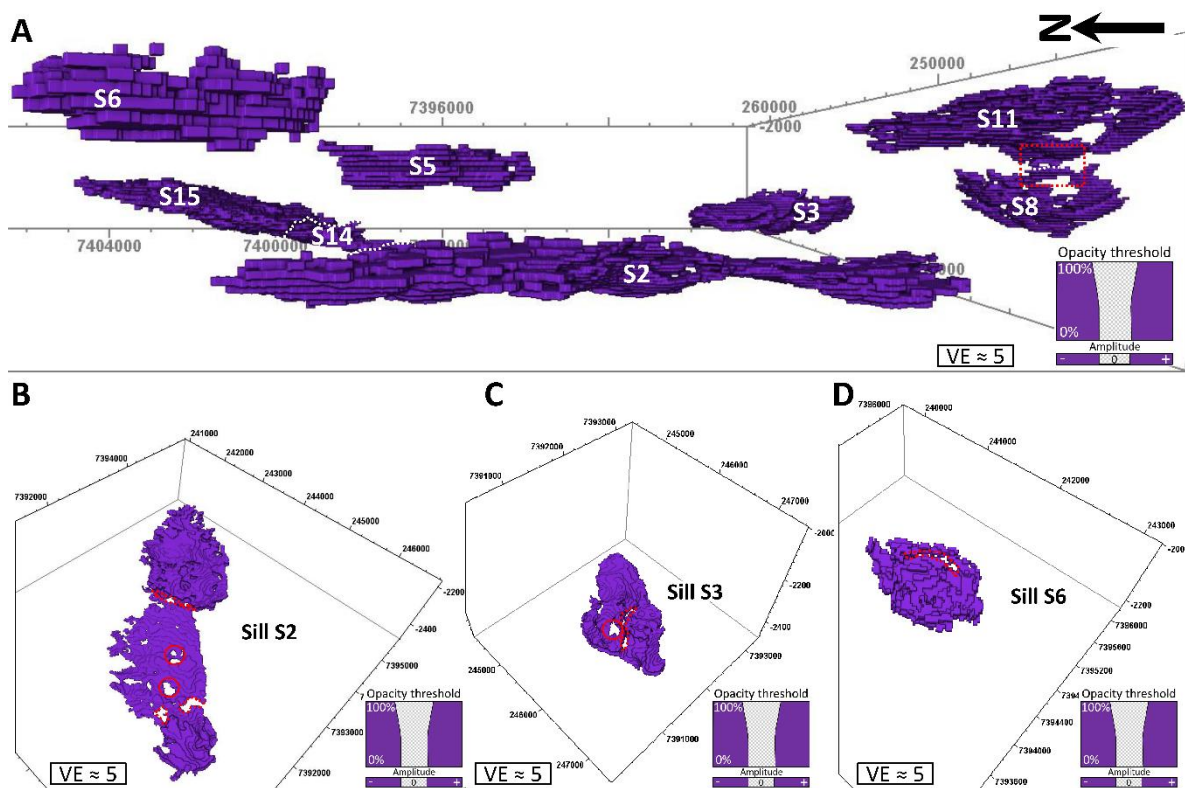 A
N
S6
7396000
250000
260000
-2000
S11
S5
S15
S8
S3
S14
7404000
7400000
S2
Opacity threshold
100%
0%
Amplitude
- 0 +
VE ≈ 5
B
241000
242000
243000
244000
245000
246000
7394000
7392000
-2200
-2400
7395000
7393000
7392000
Sill S2
Opacity threshold
100%
0%
Amplitude
- 0 +
VE ≈ 5
C
7393000
7392000
7391000
245000
246000
247000
-2200
-2400
7393000
245000
246000
247000
7391000
Sill S3
Opacity threshold
100%
0%
Amplitude
- 0 +
VE ≈ 5
D
7396000
240000
241000
242000
243000
-2200
7396000
7395200
7394400
7394000
Sill S6
Opacity threshold
100%
0%
Amplitude
- 0 +
VE ≈ 5